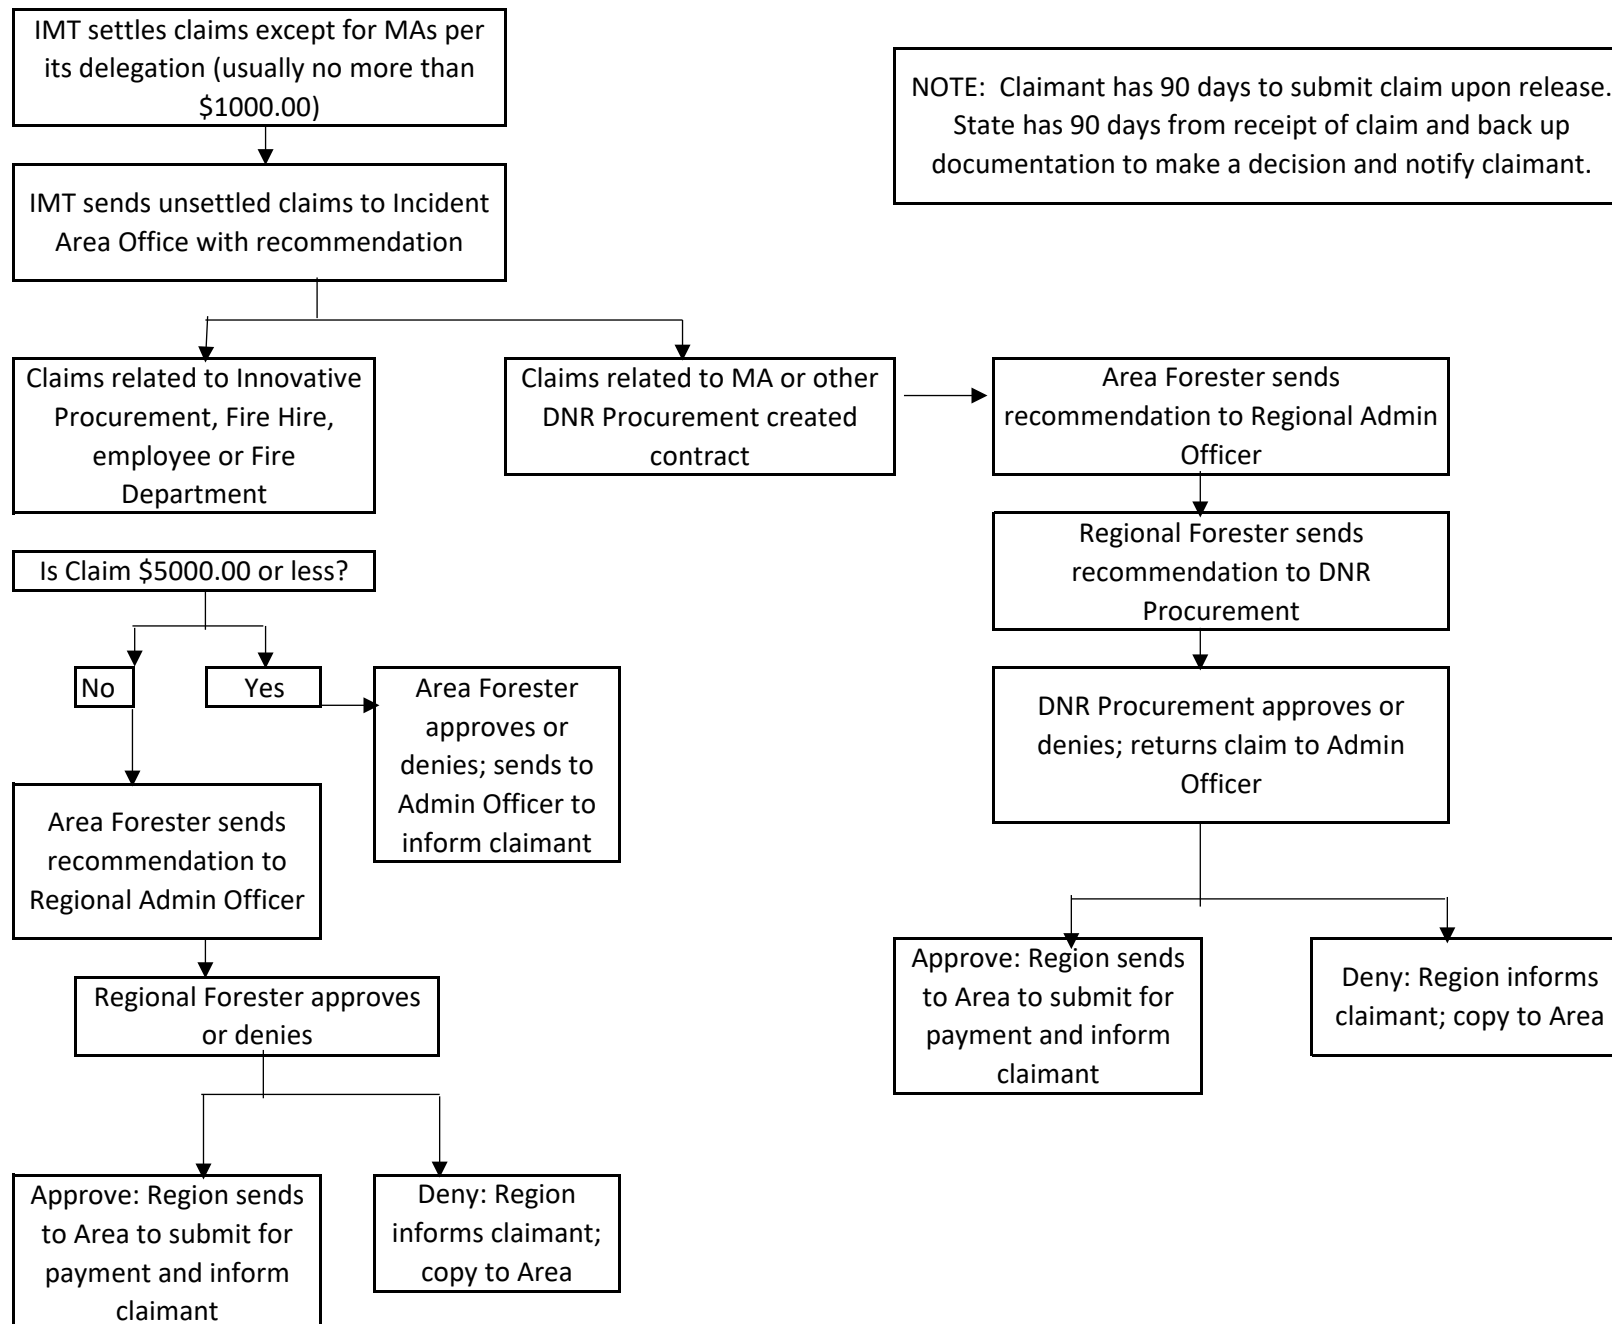 IMT settles claims except for MAs per
its delegation (usually no more than
$1000.00)
NOTE:  Claimant has 90 days to submit claim upon release.
State has 90 days from receipt of claim and back up
documentation to make a decision and notify claimant.
IMT sends unsettled claims to Incident
Area Office with recommendation
Claims related to Innovative
Procurement, Fire Hire,
employee or Fire
Department
Claims related to MA or other
DNR Procurement created
contract
Area Forester sends
recommendation to Regional Admin
Officer
Regional Forester sends
recommendation to DNR
Procurement
Is Claim $5000.00 or less?
No
Yes
Area Forester
approves or
denies; sends to
Admin Officer to
inform claimant
DNR Procurement approves or
denies; returns claim to Admin
Officer
Area Forester sends
recommendation to
Regional Admin Officer
Regional Forester approves
or denies
Approve: Region sends
to Area to submit for
payment and inform
claimant
Deny: Region informs
claimant; copy to Area
Approve: Region sends
to Area to submit for
payment and inform
claimant
Deny: Region
informs claimant;
copy to Area